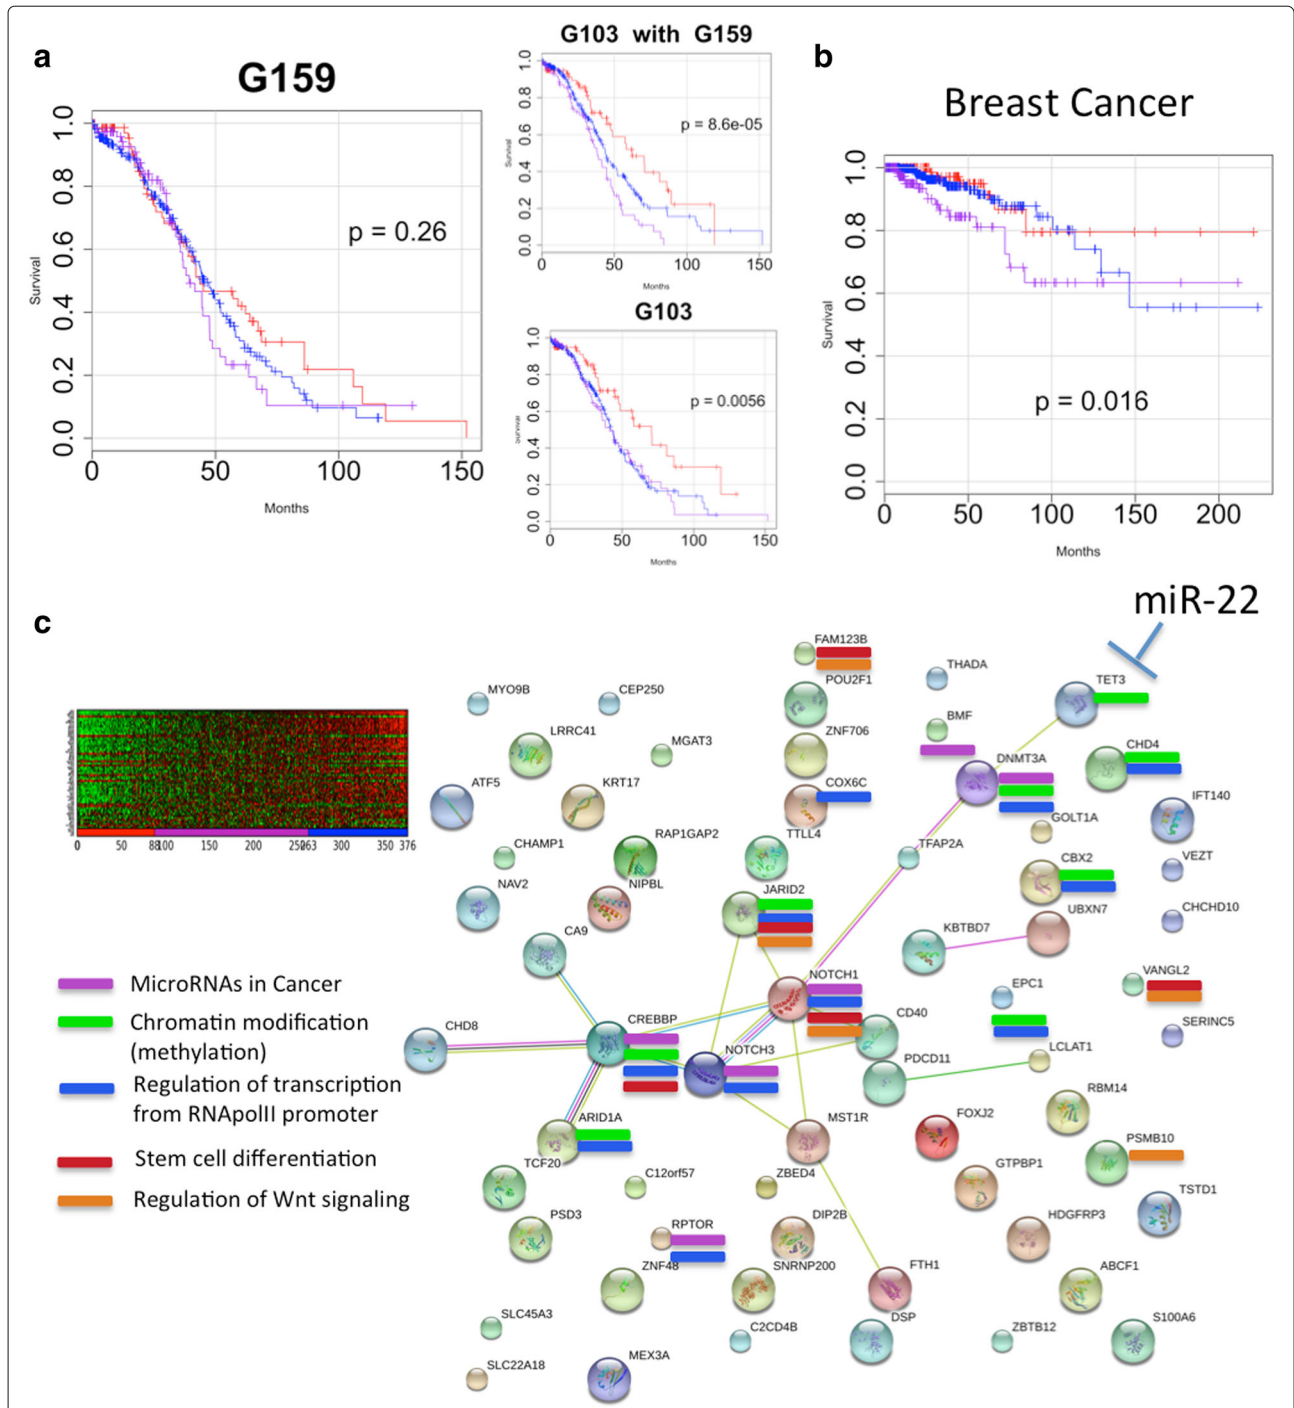 a
G159
1.0
0.8
0.6
0.4
0.2
0.0
Survival
p = 0.26
0 50 100 150
Months
G103 with G159
1.0
0.8
0.6
0.4
0.2
0.0
Survival
p = 8.6e-05
0 50 100 150
Months
G103
1.0
0.8
0.6
0.4
0.2
0.0
Survival
p = 0.0056
0 50 100 150
Months
b
Breast Cancer
1.0
0.8
0.6
0.4
0.2
0.0
Survival
p = 0.016
0 50 100 150 200
Months
c
miR-22
0 50 88 100 150 200 250 263 300 350 376
MicroRNAs in Cancer
Chromatin modification
(methylation)
Regulation of transcription
from RNApolII promoter
Stem cell differentiation
Regulation of Wnt signaling
FAM123B
THADA
TET3
MYO9B
CEP250
POU2F1
BMF
LRRC41
MGAT3
ZNF706
DNMT3A
CHD4
ATF5
KRT17
COX6C
GOLT1A
IFT140
CHAMP1
RAP1GAP2
TTLL4
TFAP2A
CBX2
VEZT
NAV2
NIPBL
JARID2
UBXN7
CHCHD10
CA9
KBTBD7
NOTCH1
EPC1
VANGL2
CHD8
CREBBP
CD40
SERINC5
NOTCH3
PDCD11
LCLAT1
RBM14
ARID1A
MST1R
FOXJ2
PSMB10
TCF20
C12orf57
ZBED4
GTPBP1
TSTD1
PSD3
RPTOR
DIP2B
HDGFRP3
ZNF48
SNRNP200
FTH1
ABCF1
SLC45A3
C2CD4B
DSP
ZBTB12
S100A6
SLC22A18
MEX3A